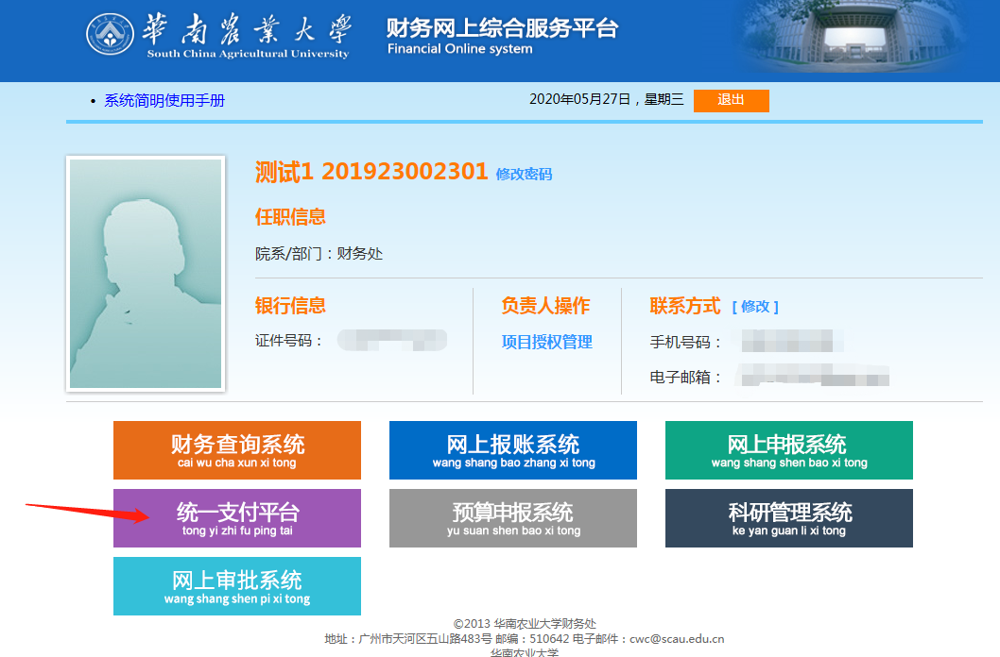 華南農業大學
South China Agricultural University
财务网上综合服务平台
Financial Online system
• 系统简明使用手册
2020年05月27日，星期三 退出
测试1 201923002301 修改密码
任职信息
院系/部门：财务处
银行信息
证件号码：
负责人操作
项目授权管理
联系方式 [ 修改 ]
手机号码：
电子邮箱：
财务查询系统
cai wu cha xun xi tong
网上报账系统
wang shang bao zhang xi tong
网上申报系统
wang shang shen bao xi tong
统一支付平台
tong yi zhi fu ping tai
预算申报系统
yu suan shen bao xi tong
科研管理系统
ke yan guan li xi tong
网上审批系统
wang shang shen pi xi tong
©2013 华南农业大学财务处
地址：广州市天河区五山路483号 邮编：510642 电子邮件：cwc@scau.edu.cn
华南农业大学